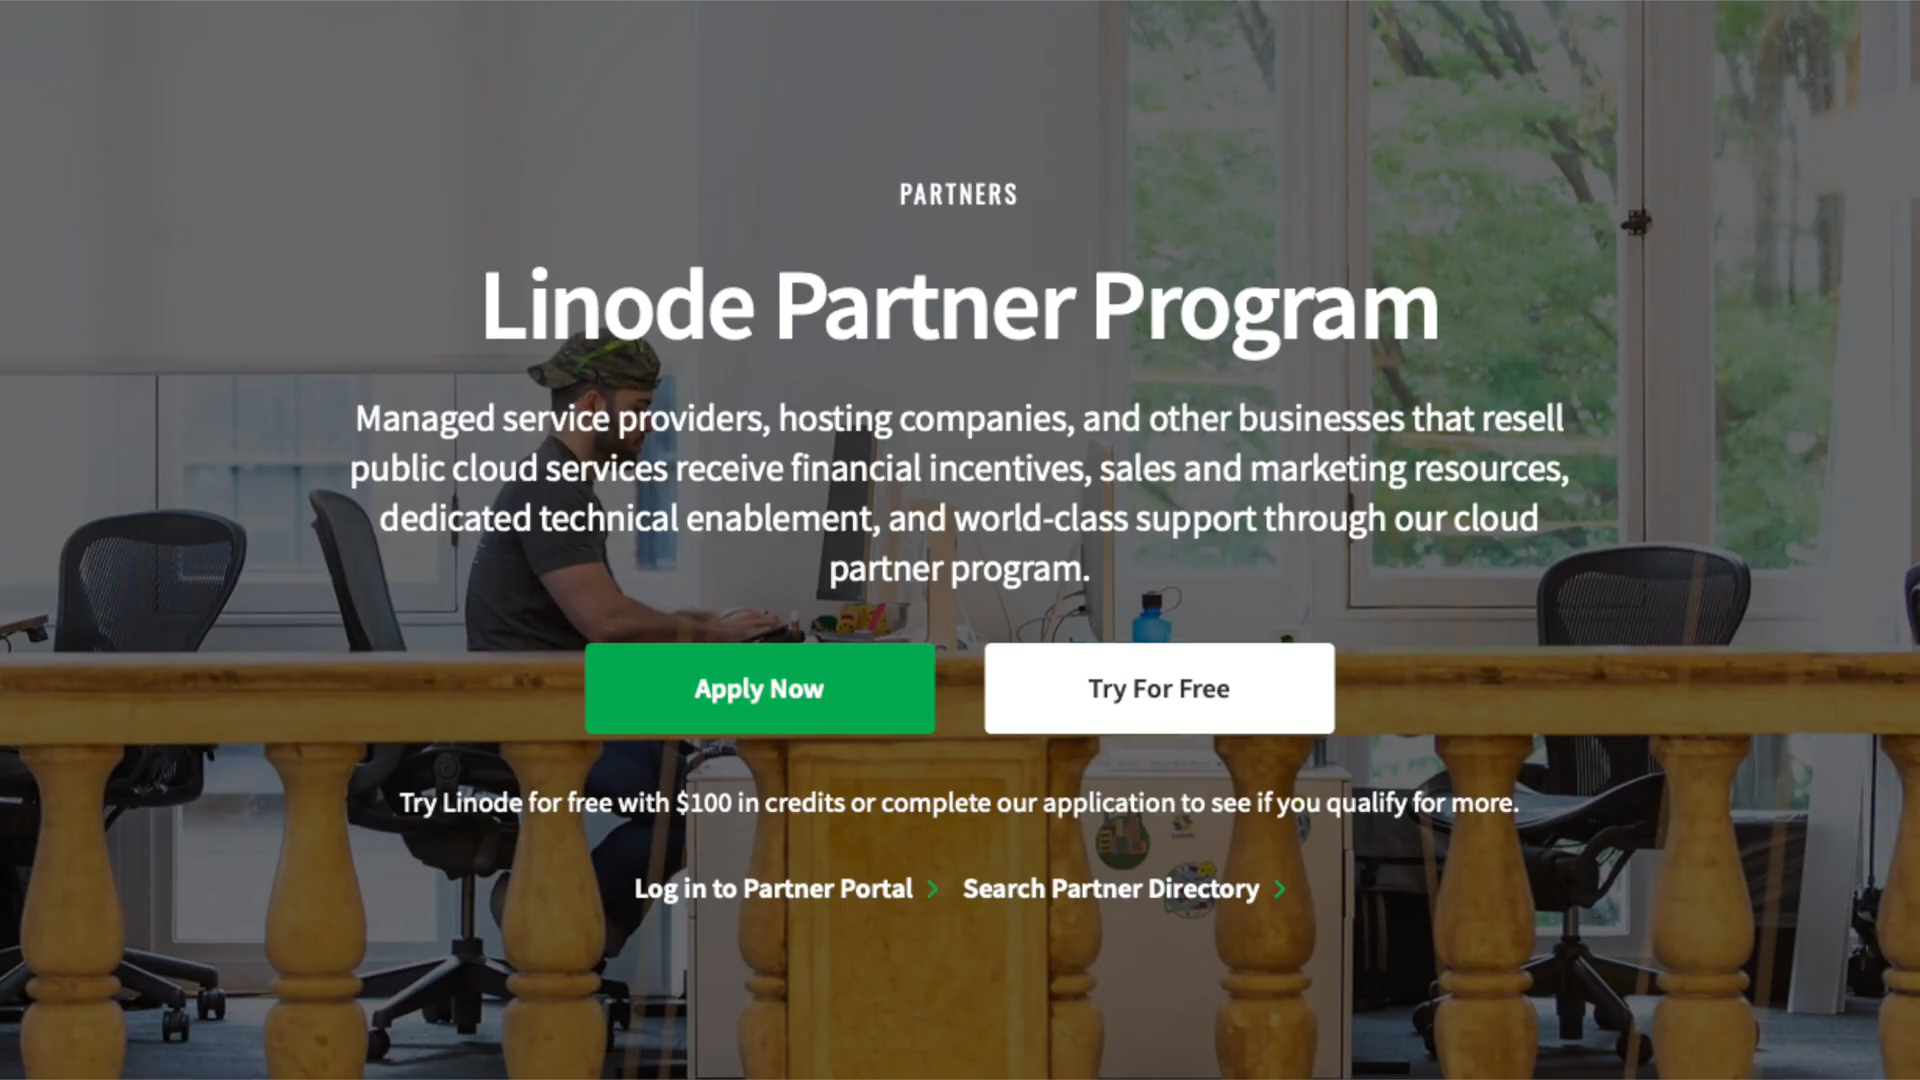 PARTNERS
Linode Partner Program
Managed service providers, hosting companies, and other businesses that resell
public cloud services receive financial incentives, sales and marketing resources,
dedicated technical enablement, and world-class support through our cloud
partner program.
Apply Now
Try For Free
Try Linode for free with $100 in credits or complete our application to see if you qualify for more.
Log in to Partner Portal
Search Partner Directory